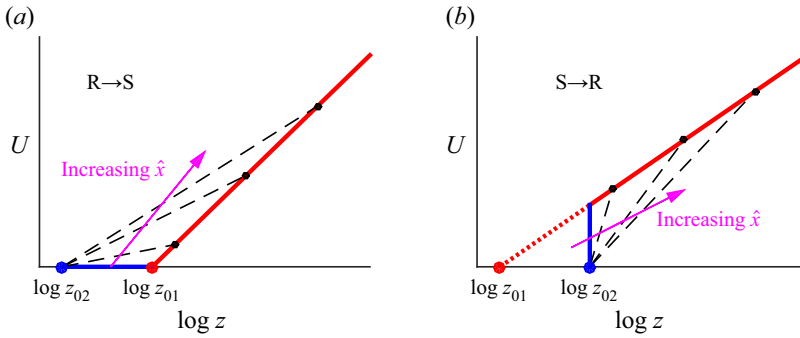 (a)
R→S
U
Increasing x̂
log z₀₂
log z₀₁
log z
(b)
S→R
U
Increasing x̂
log z₀₁
log z₀₂
log z